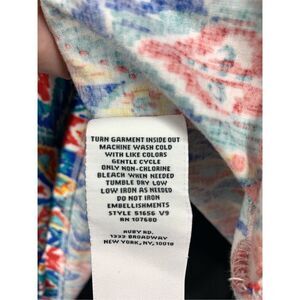 TURN GARMENT INSIDE OUT
MACHINE WASH COLD
WITH LIKE COLORS
GENTLE CYCLE
ONLY NON-CHLORINE
BLEACH WHEN NEEDED
TUMBLE DRY LOW
LOW IRON AS NEEDED
DO NOT IRON
EMBELLISHMENTS
STYLE 51656 V9
RN 107680
RUBY RD.
1333 BROADWAY
NEW YORK, NY, 10018